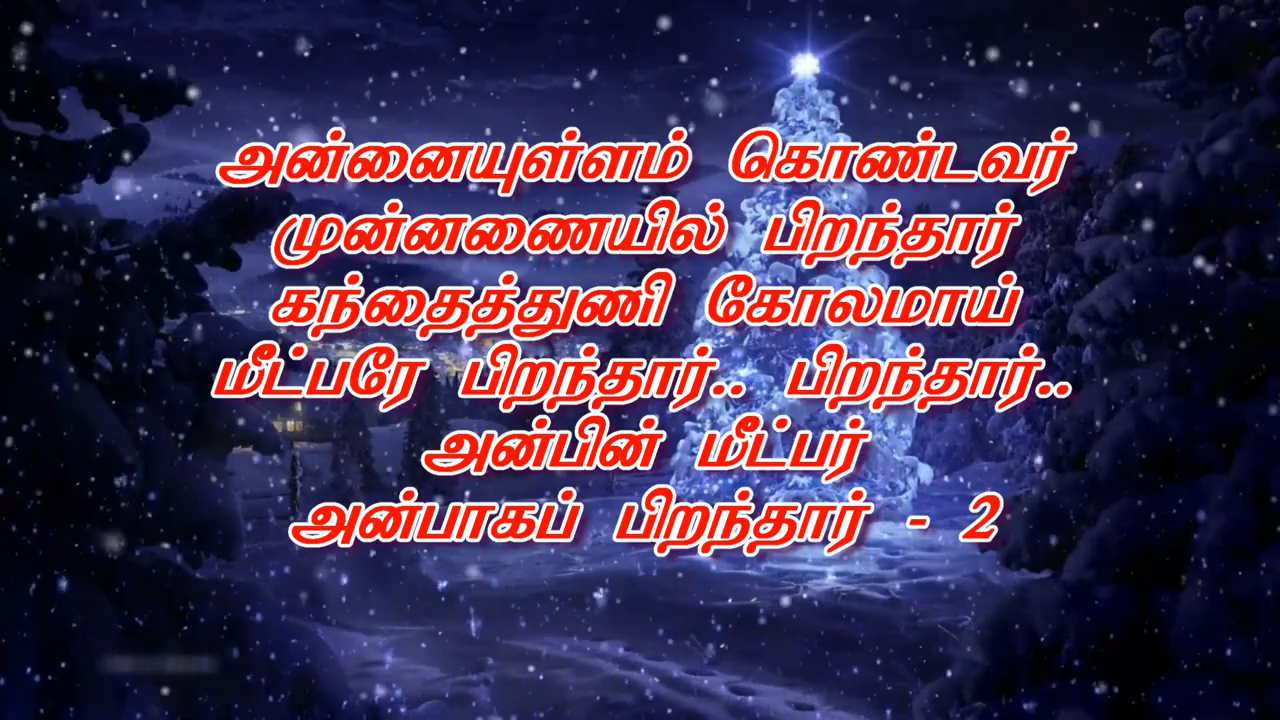 அன்னையுள்ளம் கொண்டவர்
முன்னணையில் பிறந்தார்
கந்தைத்துணி கோலமாய்
மீட்பரே பிறந்தார்.. பிறந்தார்..
அன்பின் மீட்பர்
அன்பாகப் பிறந்தார் - 2